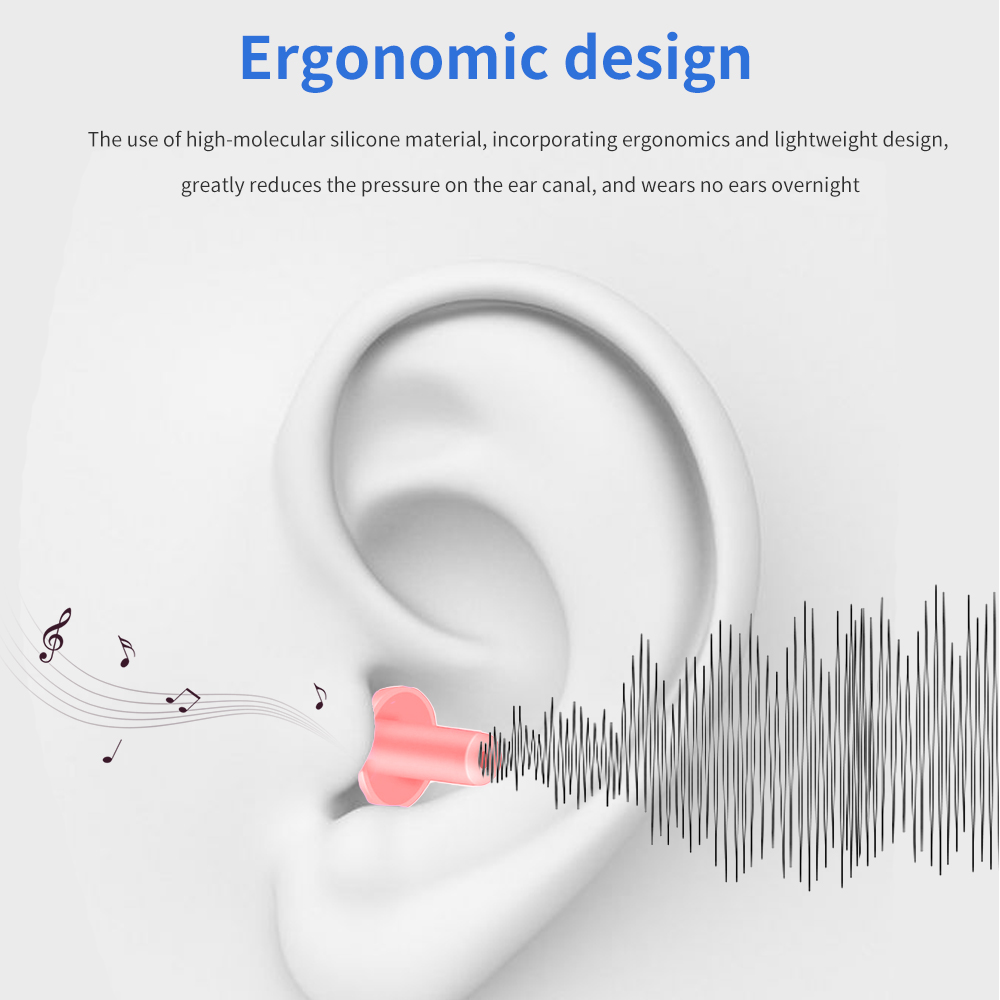 Ergonomic design
The use of high-molecular silicone material, incorporating ergonomics and lightweight design,
greatly reduces the pressure on the ear canal, and wears no ears overnight